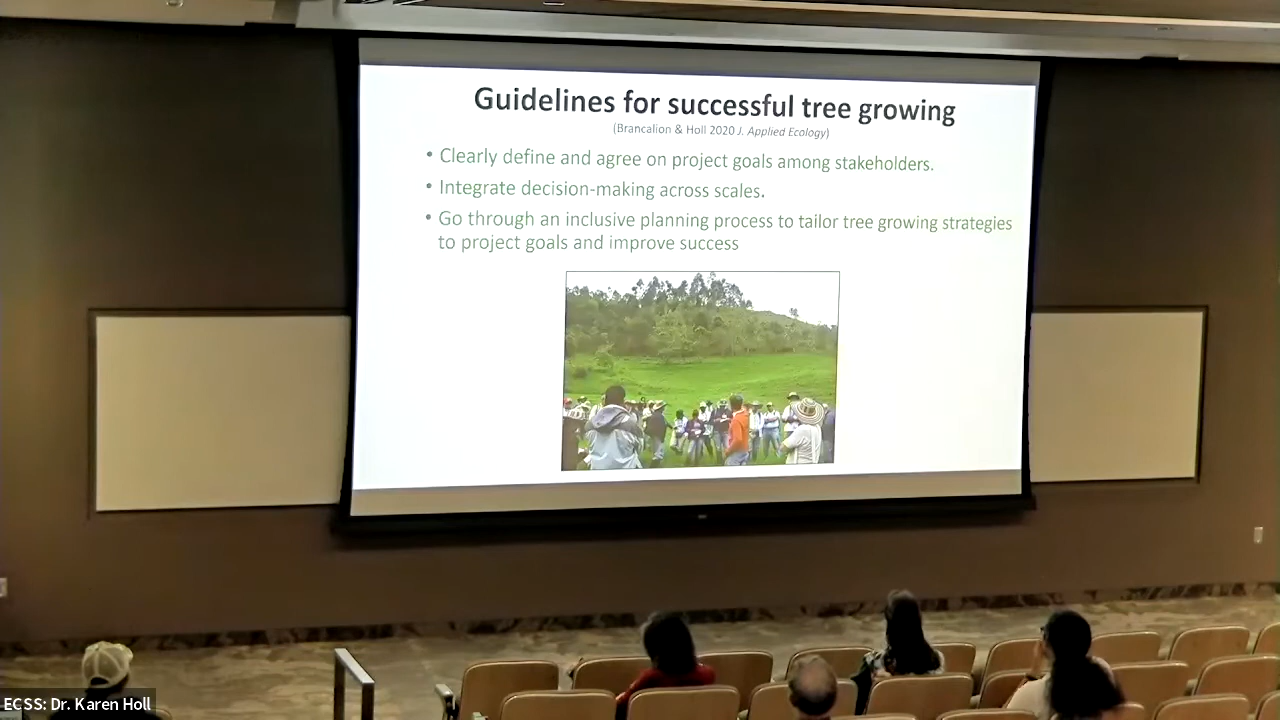 Guidelines for successful tree growing
(Brancalion & Holl 2020 J. Applied Ecology)
• Clearly define and agree on project goals among stakeholders.
• Integrate decision-making across scales.
• Go through an inclusive planning process to tailor tree growing strategies
to project goals and improve success
ECSS: Dr. Karen Holl